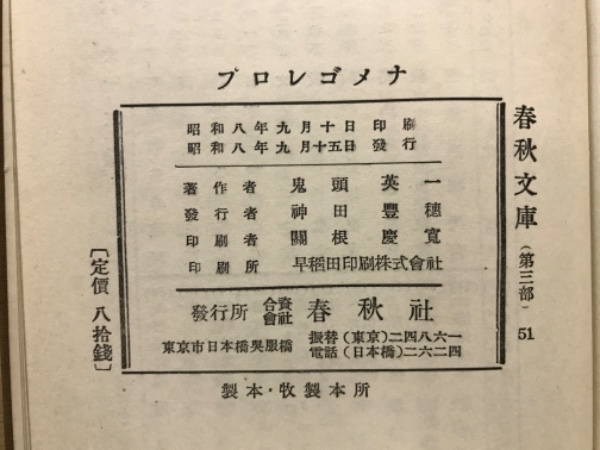 春秋文庫(第三部)51
プロレゴメナ
昭和八年九月十日印刷
昭和八年九月十五日發行
著作者 鬼頭英一
發行者 神田豐穗
印刷者 關根慶寬
印刷所 早稻田印刷株式會社
發行所 合資會社 春秋社
東京市日本橋吳服橋
振替(東京)二四八六一
電話(日本橋)二六二四
製本・牧製本所
〔定價八拾錢〕